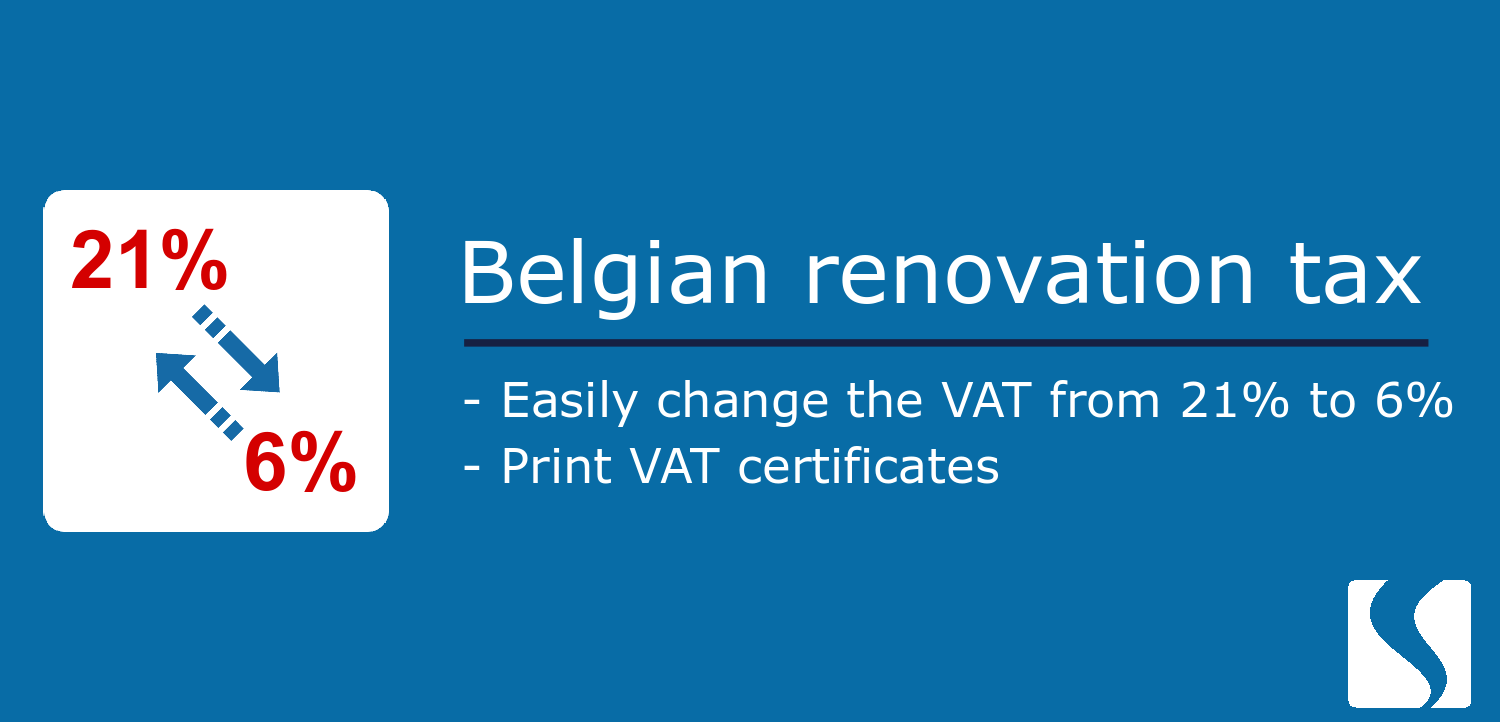 21%
6%
Belgian renovation tax
- Easily change the VAT from 21% to 6%
- Print VAT certificates